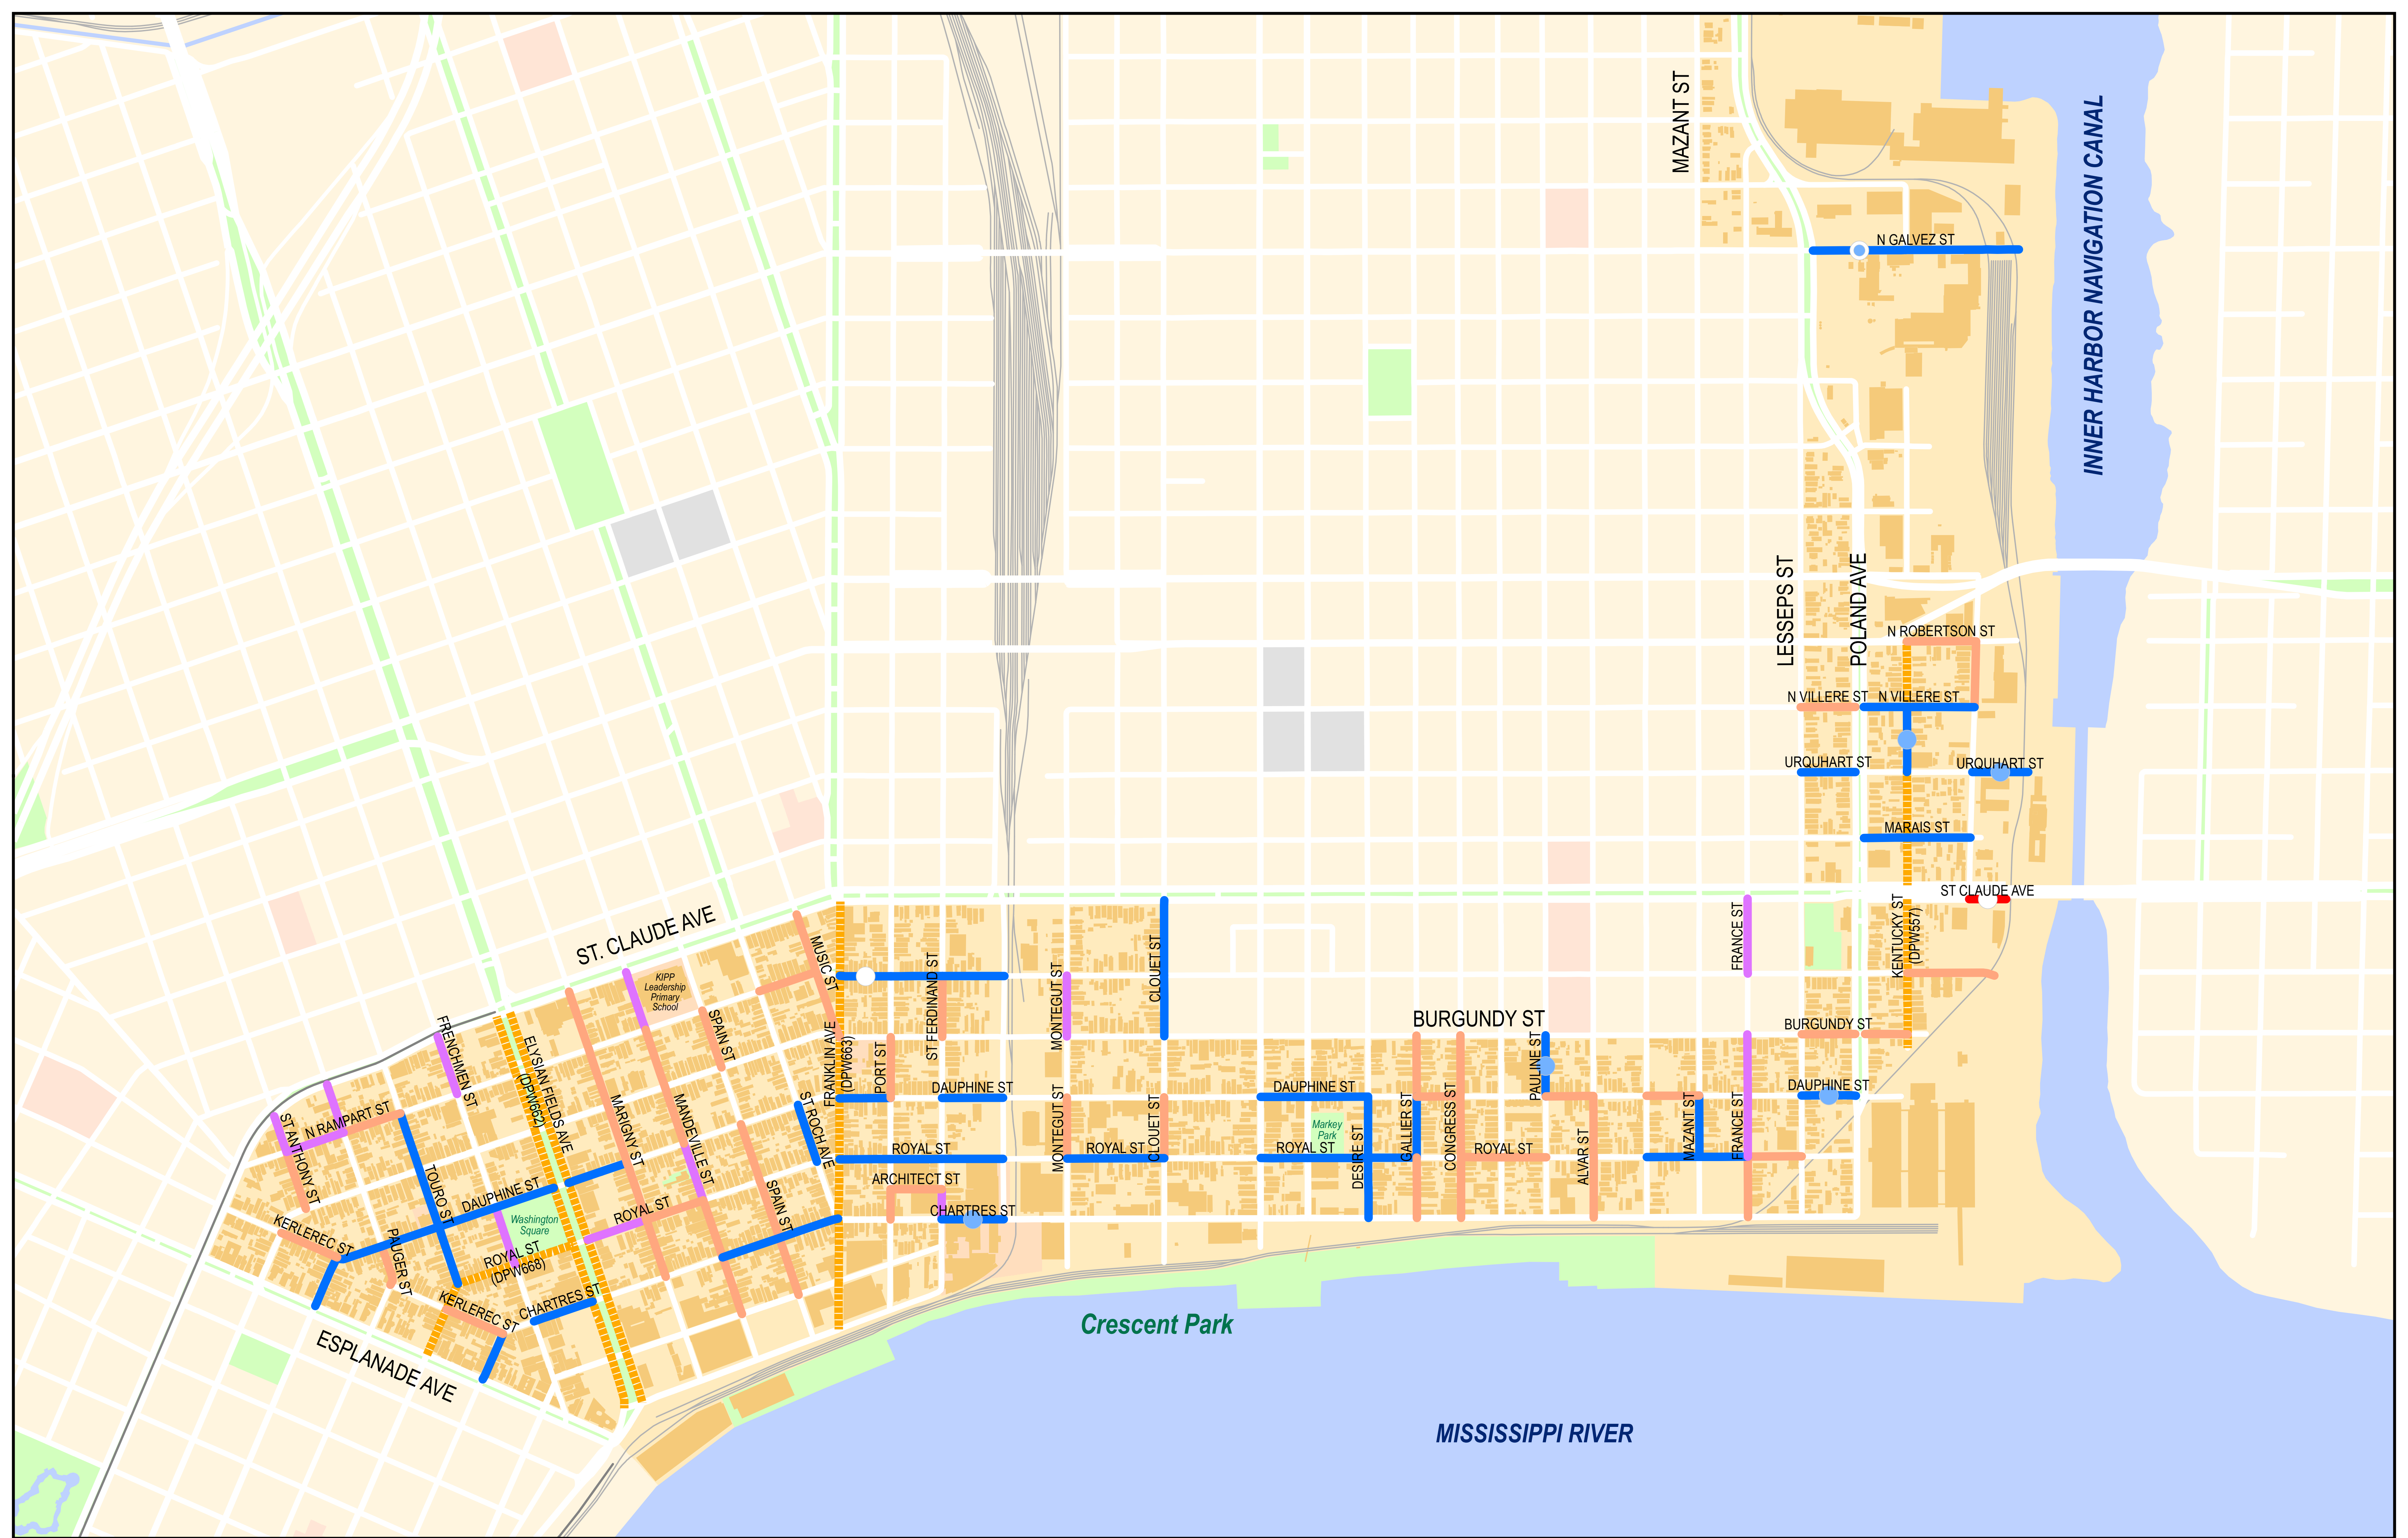 MAZANT ST
INNER HARBOR NAVIGATION CANAL
N GALVEZ ST
LESSEPS ST
POLAND AVE
N ROBERTSON ST
N VILLERE ST
N VILLERE ST
URQUHART ST
URQUHART ST
MARAIS ST
ST CLAUDE AVE
KENTUCKY ST
(DPW557)
FRANCE ST
ST. CLAUDE AVE
KIPP
Leadership
Primary
School
MUSIC ST
ST FERDINAND ST
MONTEGUT ST
CLOUET ST
BURGUNDY ST
BURGUNDY ST
FRENCHMEN ST
ELYSIAN FIELDS AVE
(DPW662)
SPAIN ST
FRANKLIN AVE
(DPW663)
PORT ST
PAULINE ST
DAUPHINE ST
DAUPHINE ST
DAUPHINE ST
N RAMPART ST
ST ANTHONY ST
MARIGNY ST
MANDEVILLE ST
ST ROCH AVE
MONTEGUT ST
CLOUET ST
Markey
Park
DESIRE ST
GALLIER ST
CONGRESS ST
ALVAR ST
MAZANT ST
FRANCE ST
ROYAL ST
ROYAL ST
ROYAL ST
ROYAL ST
TOURO ST
DAUPHINE ST
ARCHITECT ST
SPAIN ST
ROYAL ST
Washington
Square
CHARTRES ST
KERLEREC ST
PAUGER ST
ROYAL ST
(DPW668)
KERLEREC ST
CHARTRES ST
ESPLANADE AVE
Crescent Park
MISSISSIPPI RIVER